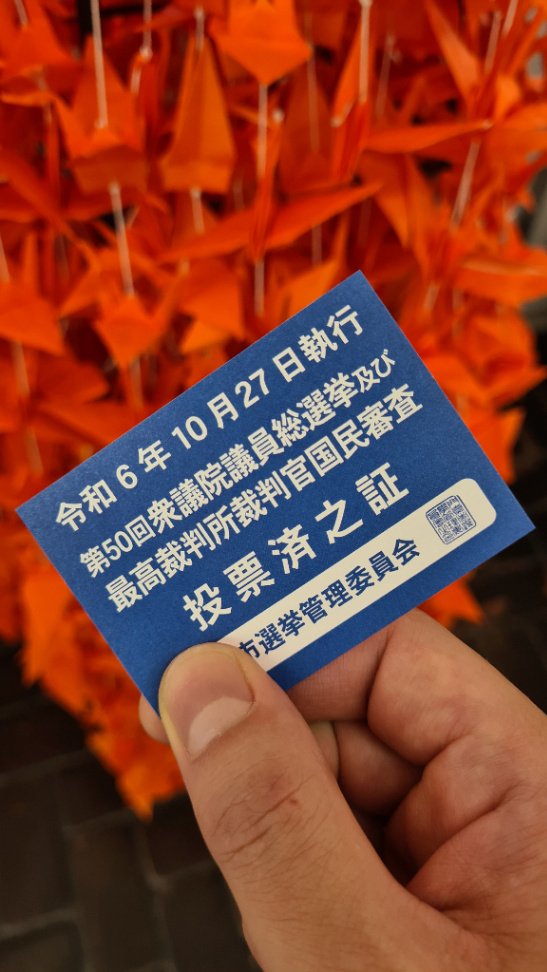 令和6年10月27日執行
第50回衆議院議員総選挙及び
最高裁判所裁判官国民審査
投票済之証
市選挙管理委員会